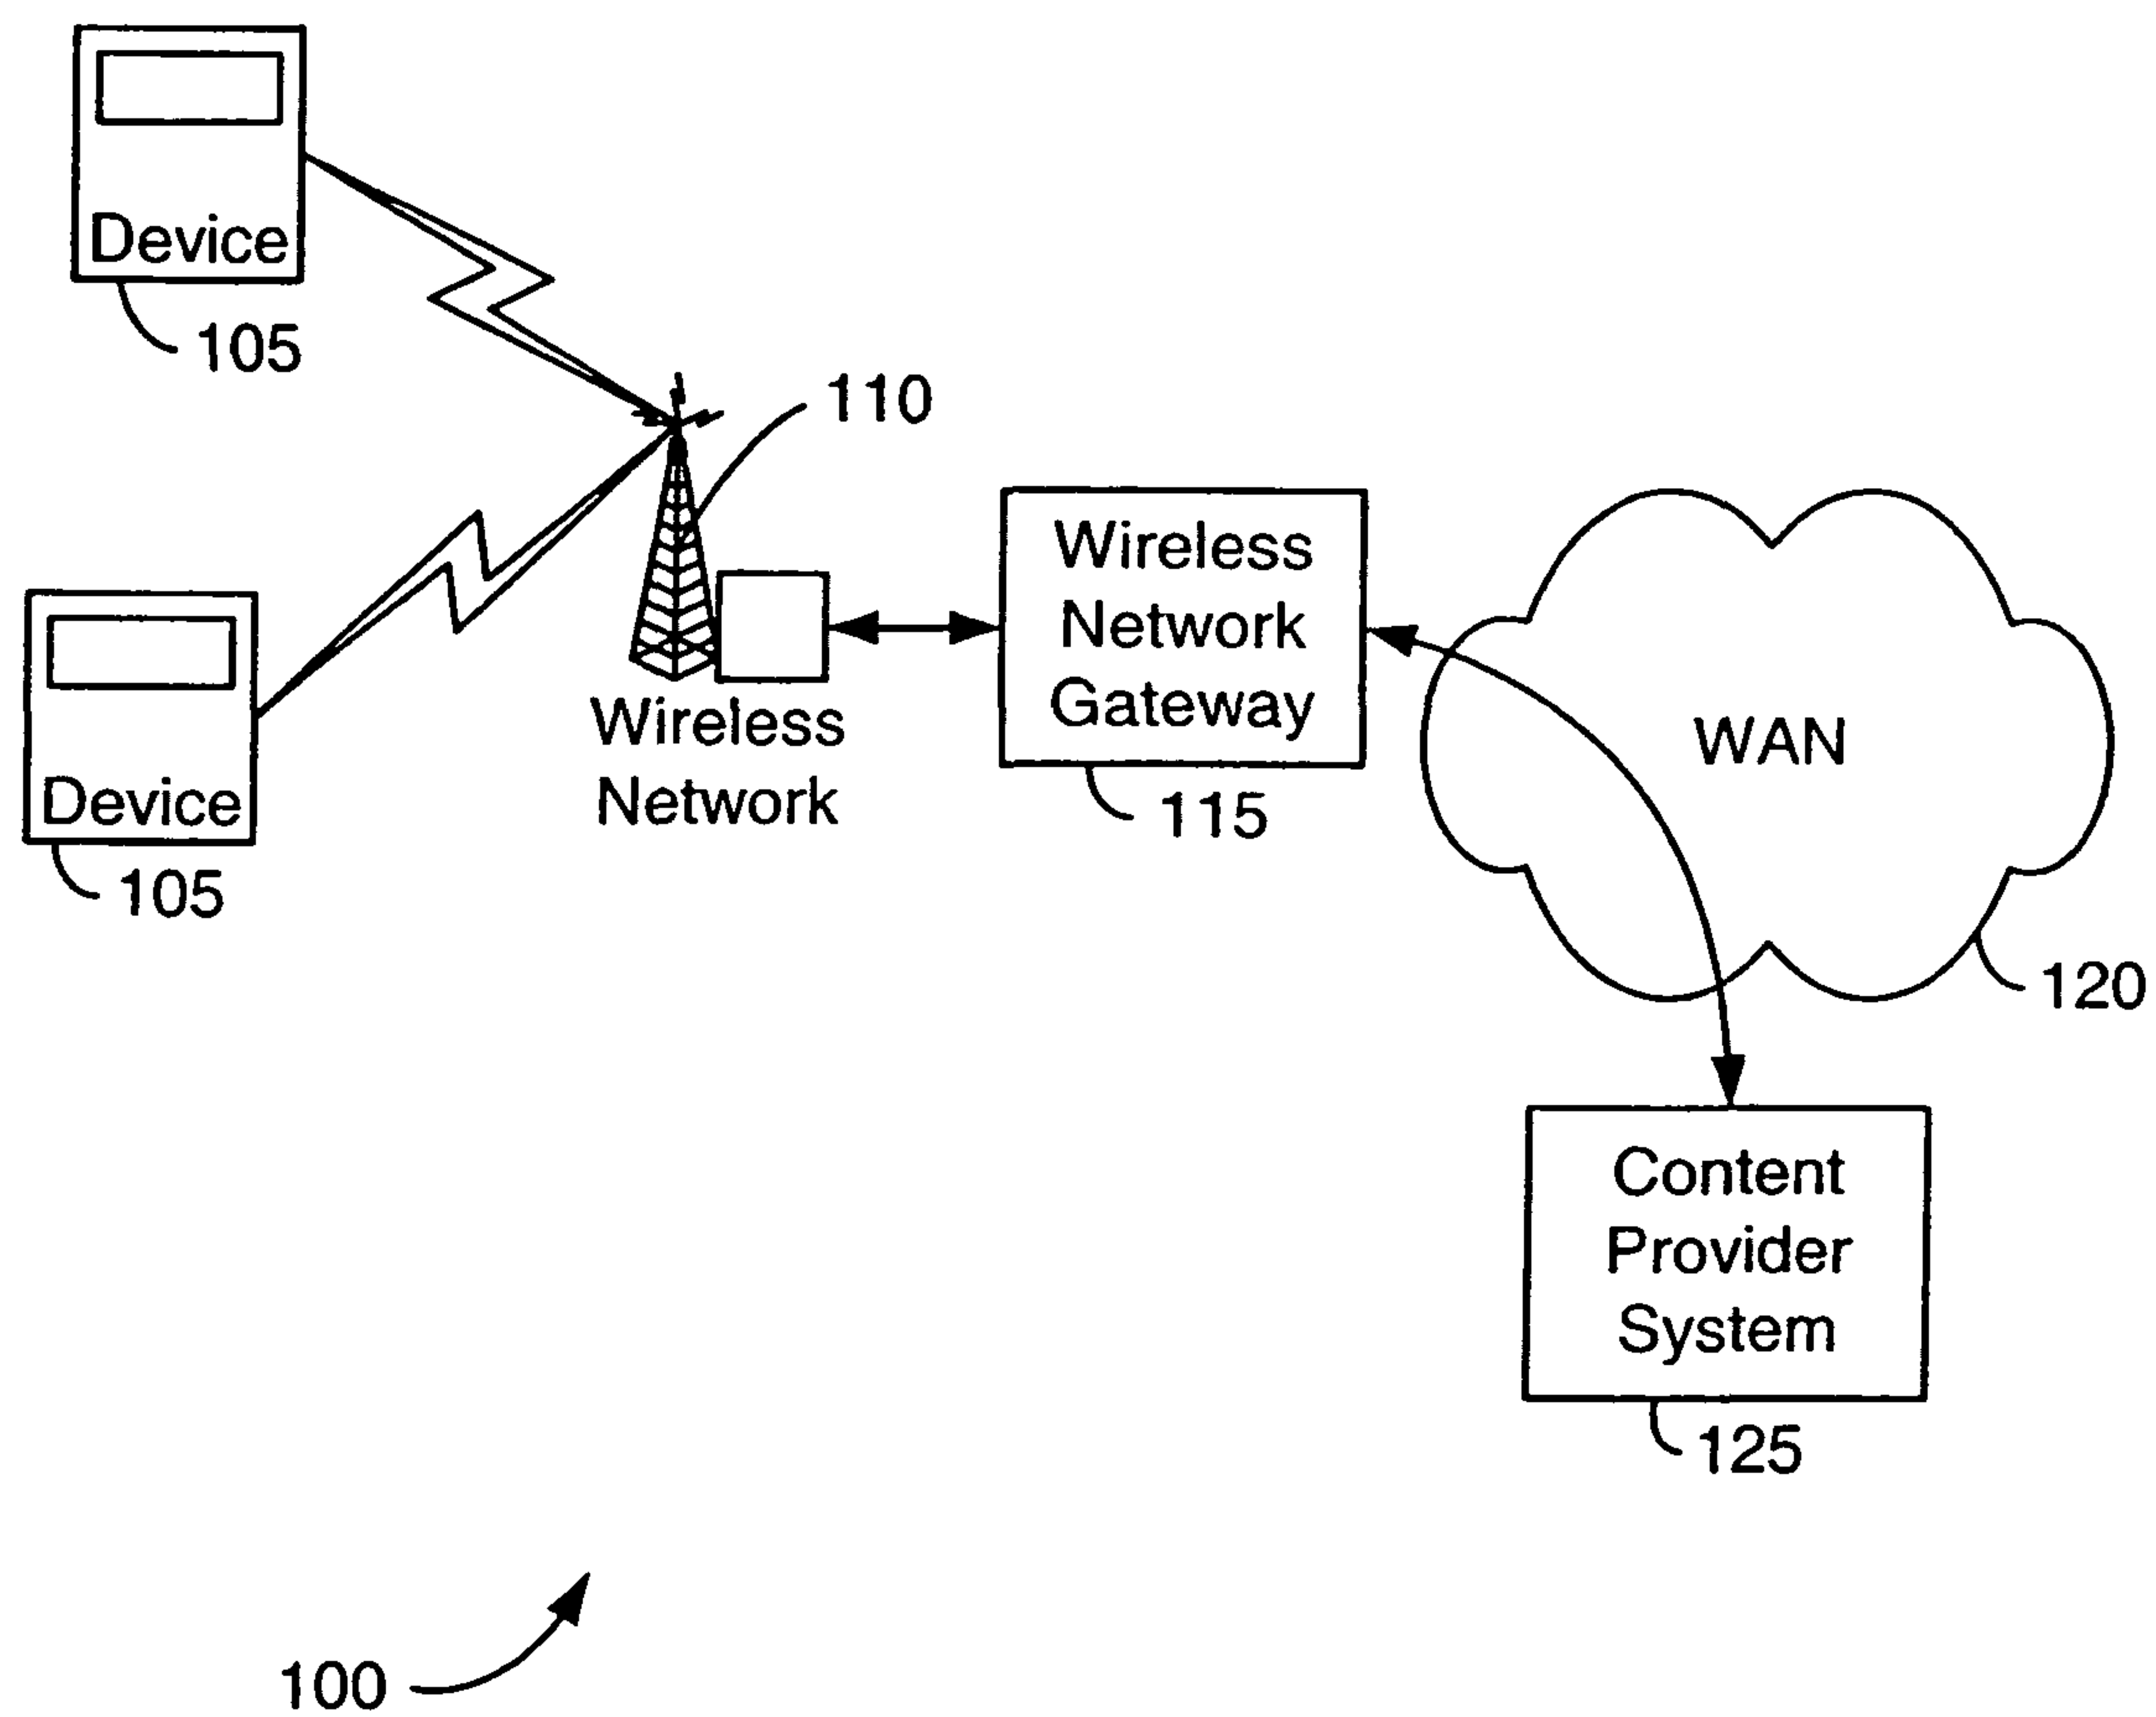 Device
105
110
Wireless
Network
Gateway
115
Device
105
Wireless
Network
WAN
120
Content
Provider
System
125
100